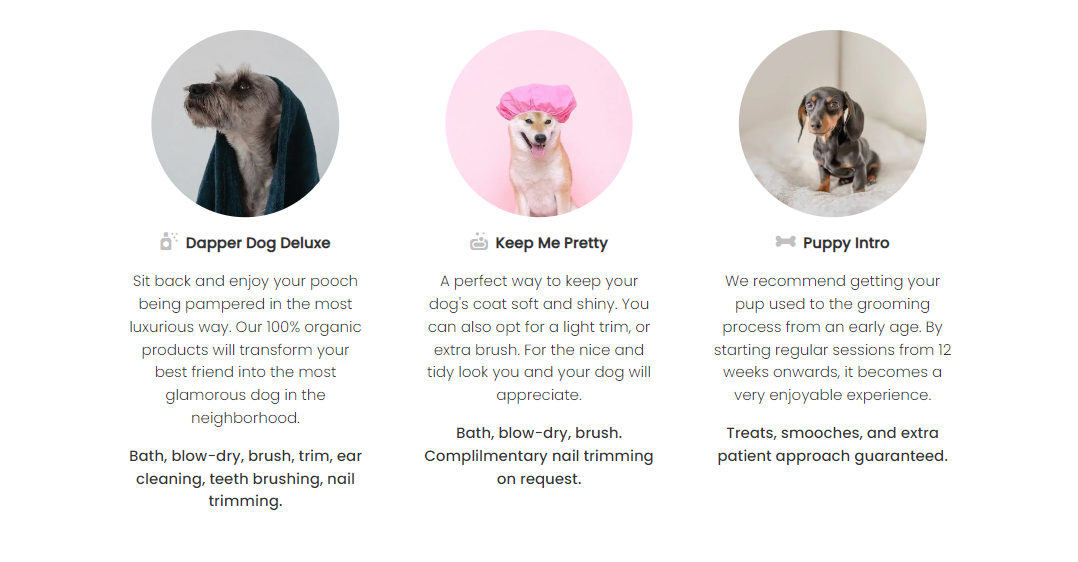 Dapper Dog Deluxe
Sit back and enjoy your pooch
being pampered in the most
luxurious way. Our 100% organic
products will transform your
best friend into the most
glamorous dog in the
neighborhood.
Bath, blow-dry, brush, trim, ear
cleaning, teeth brushing, nail
trimming.
Keep Me Pretty
A perfect way to keep your
dog's coat soft and shiny. You
can also opt for a light trim, or
extra brush. For the nice and
tidy look you and your dog will
appreciate.
Bath, blow-dry, brush.
Complilmentary nail trimming
on request.
Puppy Intro
We recommend getting your
pup used to the grooming
process from an early age. By
starting regular sessions from 12
weeks onwards, it becomes a
very enjoyable experience.
Treats, smooches, and extra
patient approach guaranteed.